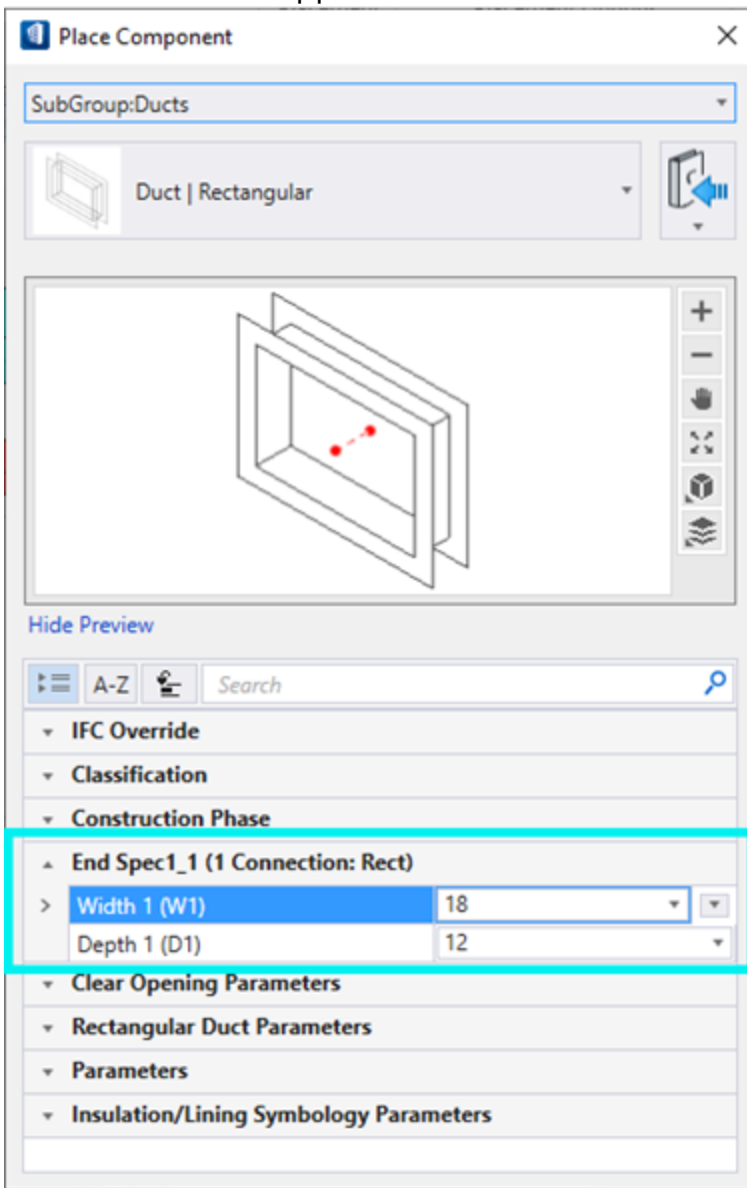 Place Component
SubGroup:Ducts
Duct | Rectangular
Hide Preview
A-Z Search
IFC Override
Classification
Construction Phase
End Spec1_1 (1 Connection: Rect)
Width 1 (W1) 18
Depth 1 (D1) 12
Clear Opening Parameters
Rectangular Duct Parameters
Parameters
Insulation/Lining Symbology Parameters